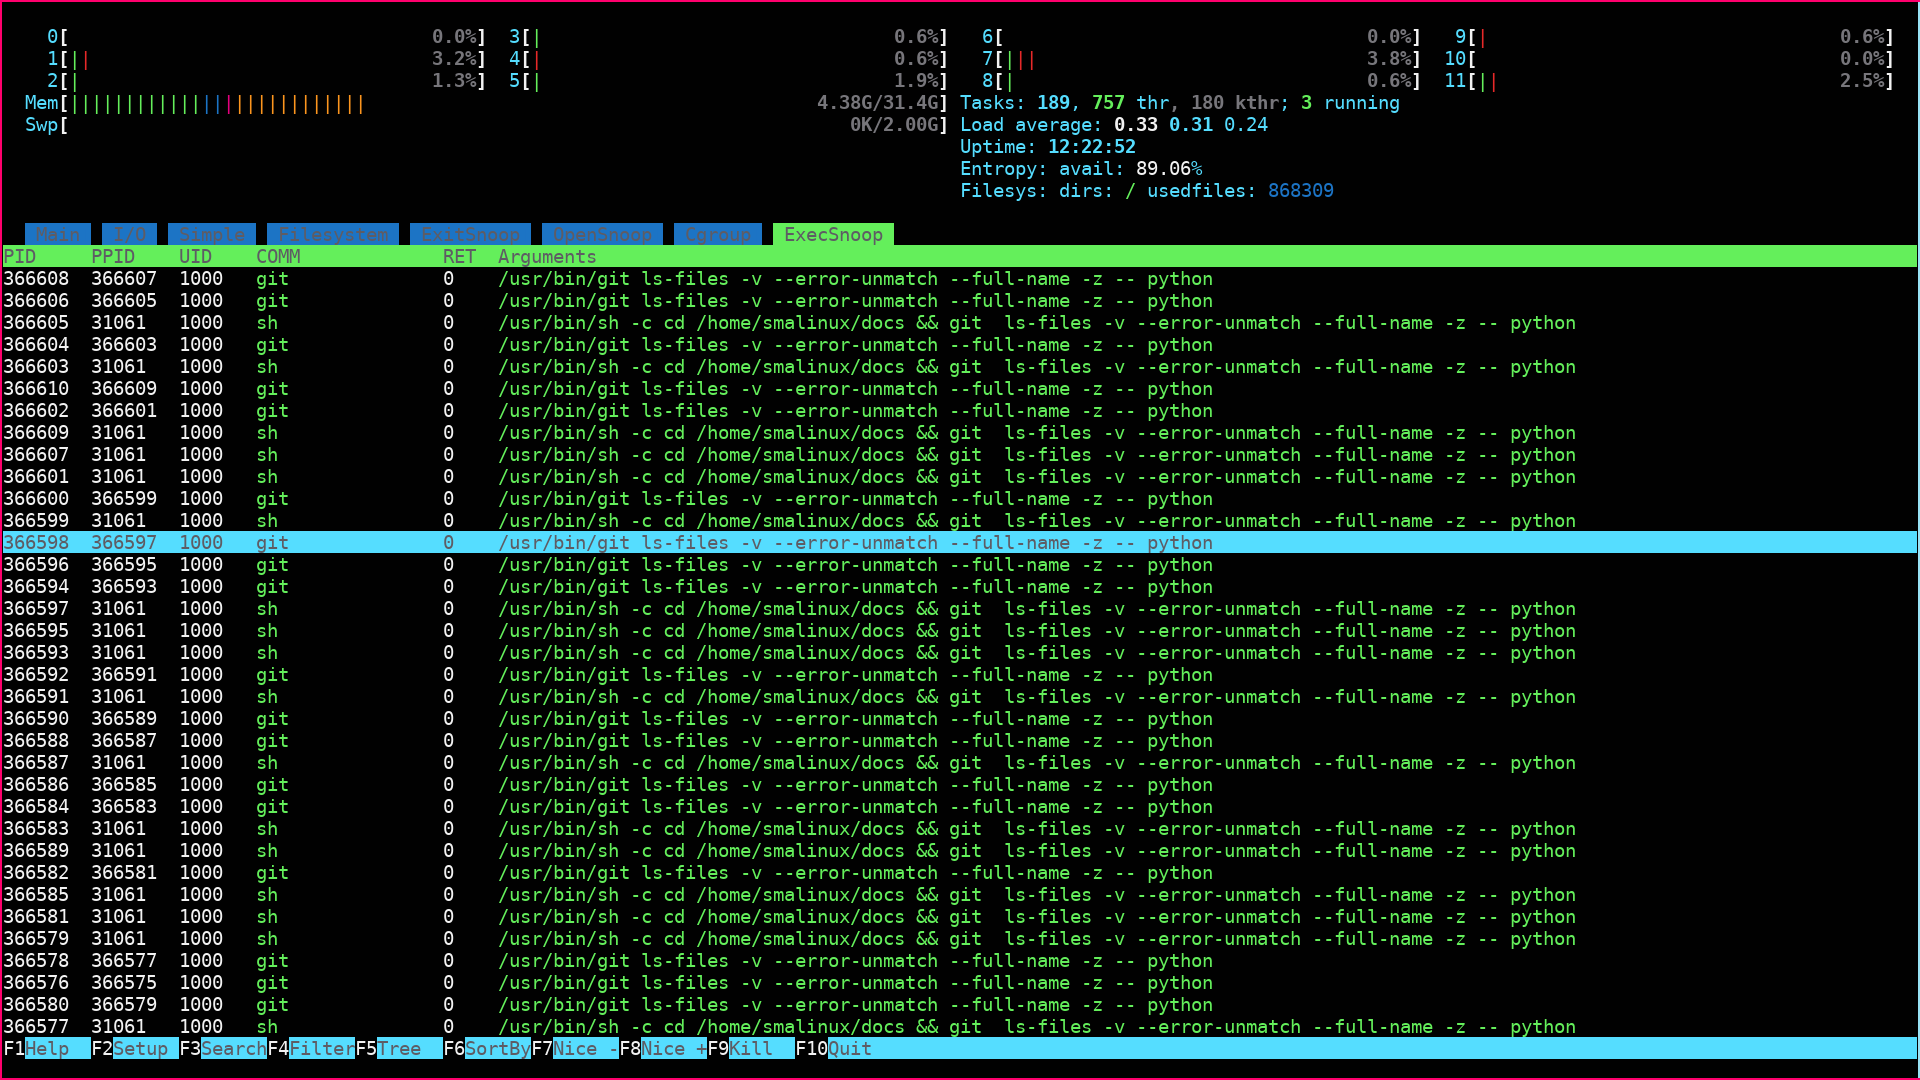 0[ 0.0%] 3[| 0.6%] 6[ 0.0%] 9[| 0.6%]
1[|| 3.2%] 4[| 0.6%] 7[||| 3.8%] 10[ 0.0%]
2[| 1.3%] 5[| 1.9%] 8[| 0.6%] 11[|| 2.5%]
Mem[||||||||||||||||||||||||||| 4.38G/31.4G] Tasks: 189, 757 thr, 180 kthr; 3 running
Swp[ 0K/2.00G] Load average: 0.33 0.31 0.24
Uptime: 12:22:52
Entropy: avail: 89.06%
Filesys: dirs: / usedfiles: 868309
Main I/O Simple Filesystem ExitSnoop OpenSnoop Cgroup ExecSnoop
PID PPID UID COMM RET Arguments
366608 366607 1000 git 0 /usr/bin/git ls-files -v --error-unmatch --full-name -z -- python
366606 366605 1000 git 0 /usr/bin/git ls-files -v --error-unmatch --full-name -z -- python
366605 31061 1000 sh 0 /usr/bin/sh -c cd /home/smalinux/docs && git  ls-files -v --error-unmatch --full-name -z -- python
366604 366603 1000 git 0 /usr/bin/git ls-files -v --error-unmatch --full-name -z -- python
366603 31061 1000 sh 0 /usr/bin/sh -c cd /home/smalinux/docs && git  ls-files -v --error-unmatch --full-name -z -- python
366610 366609 1000 git 0 /usr/bin/git ls-files -v --error-unmatch --full-name -z -- python
366602 366601 1000 git 0 /usr/bin/git ls-files -v --error-unmatch --full-name -z -- python
366609 31061 1000 sh 0 /usr/bin/sh -c cd /home/smalinux/docs && git  ls-files -v --error-unmatch --full-name -z -- python
366607 31061 1000 sh 0 /usr/bin/sh -c cd /home/smalinux/docs && git  ls-files -v --error-unmatch --full-name -z -- python
366601 31061 1000 sh 0 /usr/bin/sh -c cd /home/smalinux/docs && git  ls-files -v --error-unmatch --full-name -z -- python
366600 366599 1000 git 0 /usr/bin/git ls-files -v --error-unmatch --full-name -z -- python
366599 31061 1000 sh 0 /usr/bin/sh -c cd /home/smalinux/docs && git  ls-files -v --error-unmatch --full-name -z -- python
366598 366597 1000 git 0 /usr/bin/git ls-files -v --error-unmatch --full-name -z -- python
366596 366595 1000 git 0 /usr/bin/git ls-files -v --error-unmatch --full-name -z -- python
366594 366593 1000 git 0 /usr/bin/git ls-files -v --error-unmatch --full-name -z -- python
366597 31061 1000 sh 0 /usr/bin/sh -c cd /home/smalinux/docs && git  ls-files -v --error-unmatch --full-name -z -- python
366595 31061 1000 sh 0 /usr/bin/sh -c cd /home/smalinux/docs && git  ls-files -v --error-unmatch --full-name -z -- python
366593 31061 1000 sh 0 /usr/bin/sh -c cd /home/smalinux/docs && git  ls-files -v --error-unmatch --full-name -z -- python
366592 366591 1000 git 0 /usr/bin/git ls-files -v --error-unmatch --full-name -z -- python
366591 31061 1000 sh 0 /usr/bin/sh -c cd /home/smalinux/docs && git  ls-files -v --error-unmatch --full-name -z -- python
366590 366589 1000 git 0 /usr/bin/git ls-files -v --error-unmatch --full-name -z -- python
366588 366587 1000 git 0 /usr/bin/git ls-files -v --error-unmatch --full-name -z -- python
366587 31061 1000 sh 0 /usr/bin/sh -c cd /home/smalinux/docs && git  ls-files -v --error-unmatch --full-name -z -- python
366586 366585 1000 git 0 /usr/bin/git ls-files -v --error-unmatch --full-name -z -- python
366584 366583 1000 git 0 /usr/bin/git ls-files -v --error-unmatch --full-name -z -- python
366583 31061 1000 sh 0 /usr/bin/sh -c cd /home/smalinux/docs && git  ls-files -v --error-unmatch --full-name -z -- python
366589 31061 1000 sh 0 /usr/bin/sh -c cd /home/smalinux/docs && git  ls-files -v --error-unmatch --full-name -z -- python
366582 366581 1000 git 0 /usr/bin/git ls-files -v --error-unmatch --full-name -z -- python
366585 31061 1000 sh 0 /usr/bin/sh -c cd /home/smalinux/docs && git  ls-files -v --error-unmatch --full-name -z -- python
366581 31061 1000 sh 0 /usr/bin/sh -c cd /home/smalinux/docs && git  ls-files -v --error-unmatch --full-name -z -- python
366579 31061 1000 sh 0 /usr/bin/sh -c cd /home/smalinux/docs && git  ls-files -v --error-unmatch --full-name -z -- python
366578 366577 1000 git 0 /usr/bin/git ls-files -v --error-unmatch --full-name -z -- python
366576 366575 1000 git 0 /usr/bin/git ls-files -v --error-unmatch --full-name -z -- python
366580 366579 1000 git 0 /usr/bin/git ls-files -v --error-unmatch --full-name -z -- python
366577 31061 1000 sh 0 /usr/bin/sh -c cd /home/smalinux/docs && git  ls-files -v --error-unmatch --full-name -z -- python
F1Help F2Setup F3SearchF4FilterF5Tree F6SortByF7Nice -F8Nice +F9Kill F10Quit